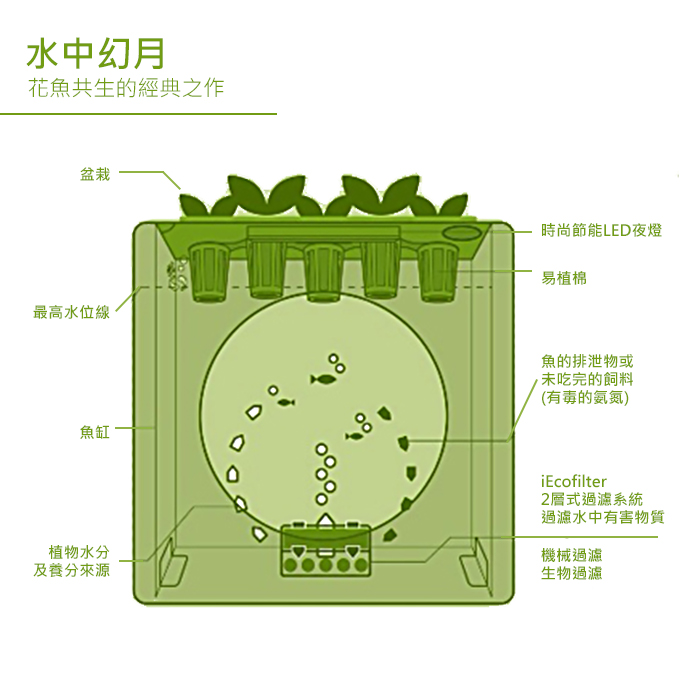 水中幻月
花魚共生的經典之作
盆栽
時尚節能LED夜燈
易植棉
最高水位線
魚的排泄物或
未吃完的飼料
(有毒的氨氮)
魚缸
iEcofilter
2層式過濾系統
過濾水中有害物質
植物水分
及養分來源
機械過濾
生物過濾